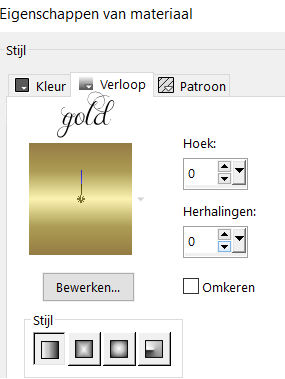 Eigenschappen van materiaal
Stijl
Kleur
Verloop
Patroon
gold
Hoek:
0
Herhalingen:
0
Bewerken...
Omkeren
Stijl